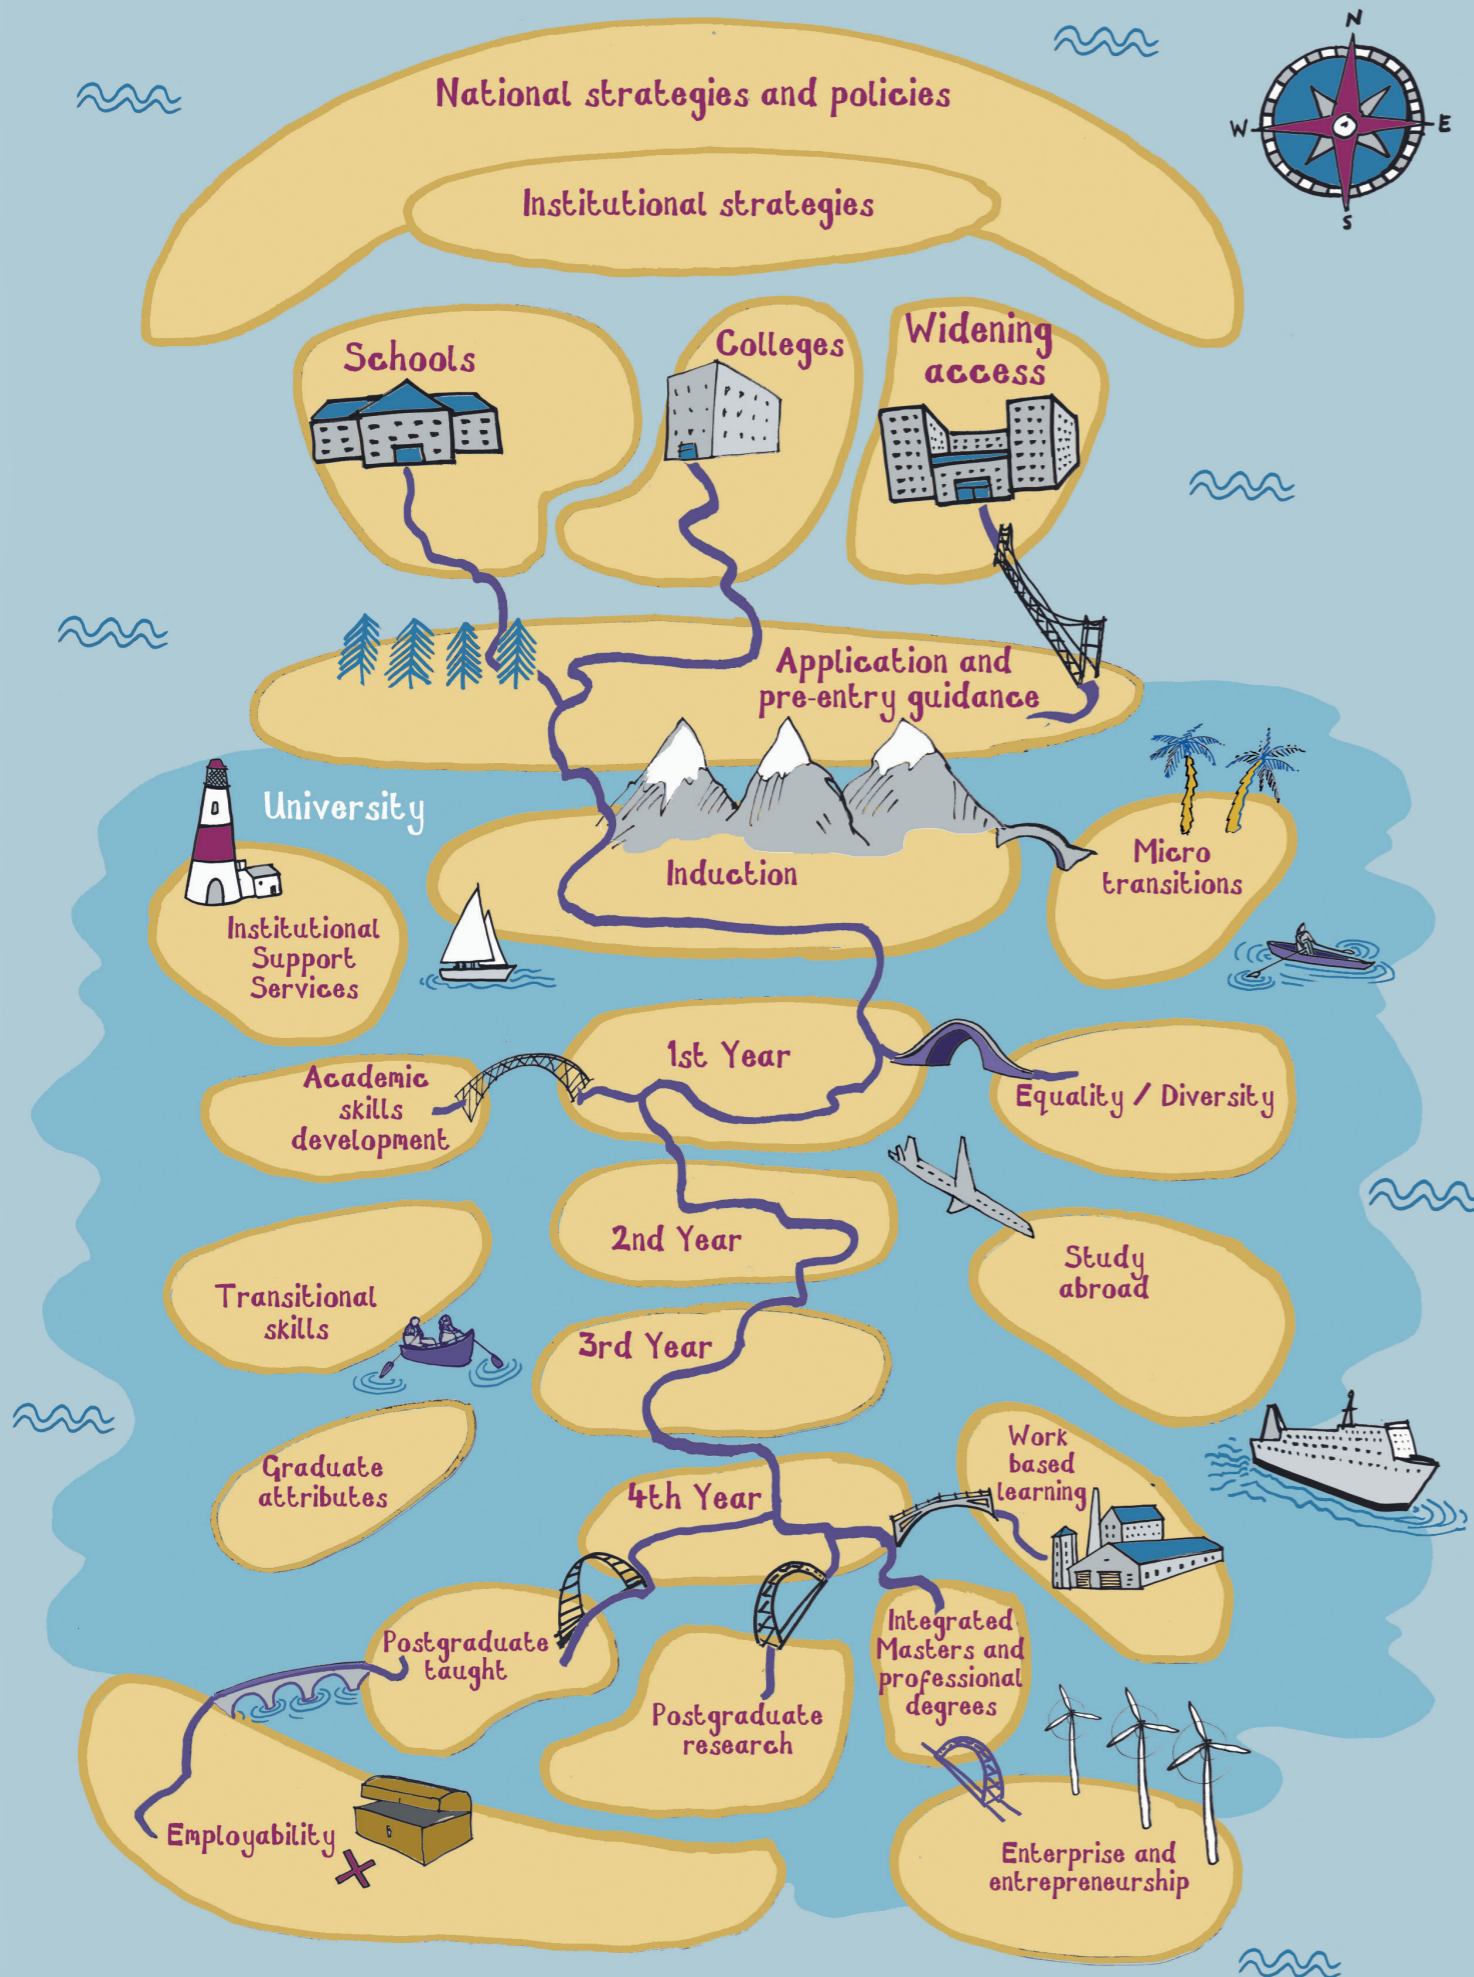 N
W
E
S
National strategies and policies
Institutional strategies
Schools
Colleges
Widening
access
Application and
pre-entry guidance
University
Induction
Micro
transitions
Institutional
Support
Services
1st Year
Academic
skills
development
Equality / Diversity
2nd Year
Study
abroad
Transitional
skills
3rd Year
Graduate
attributes
4th Year
Work
based
learning
Postgraduate
taught
Postgraduate
research
Integrated
Masters and
professional
degrees
Employability
Enterprise and
entrepreneurship